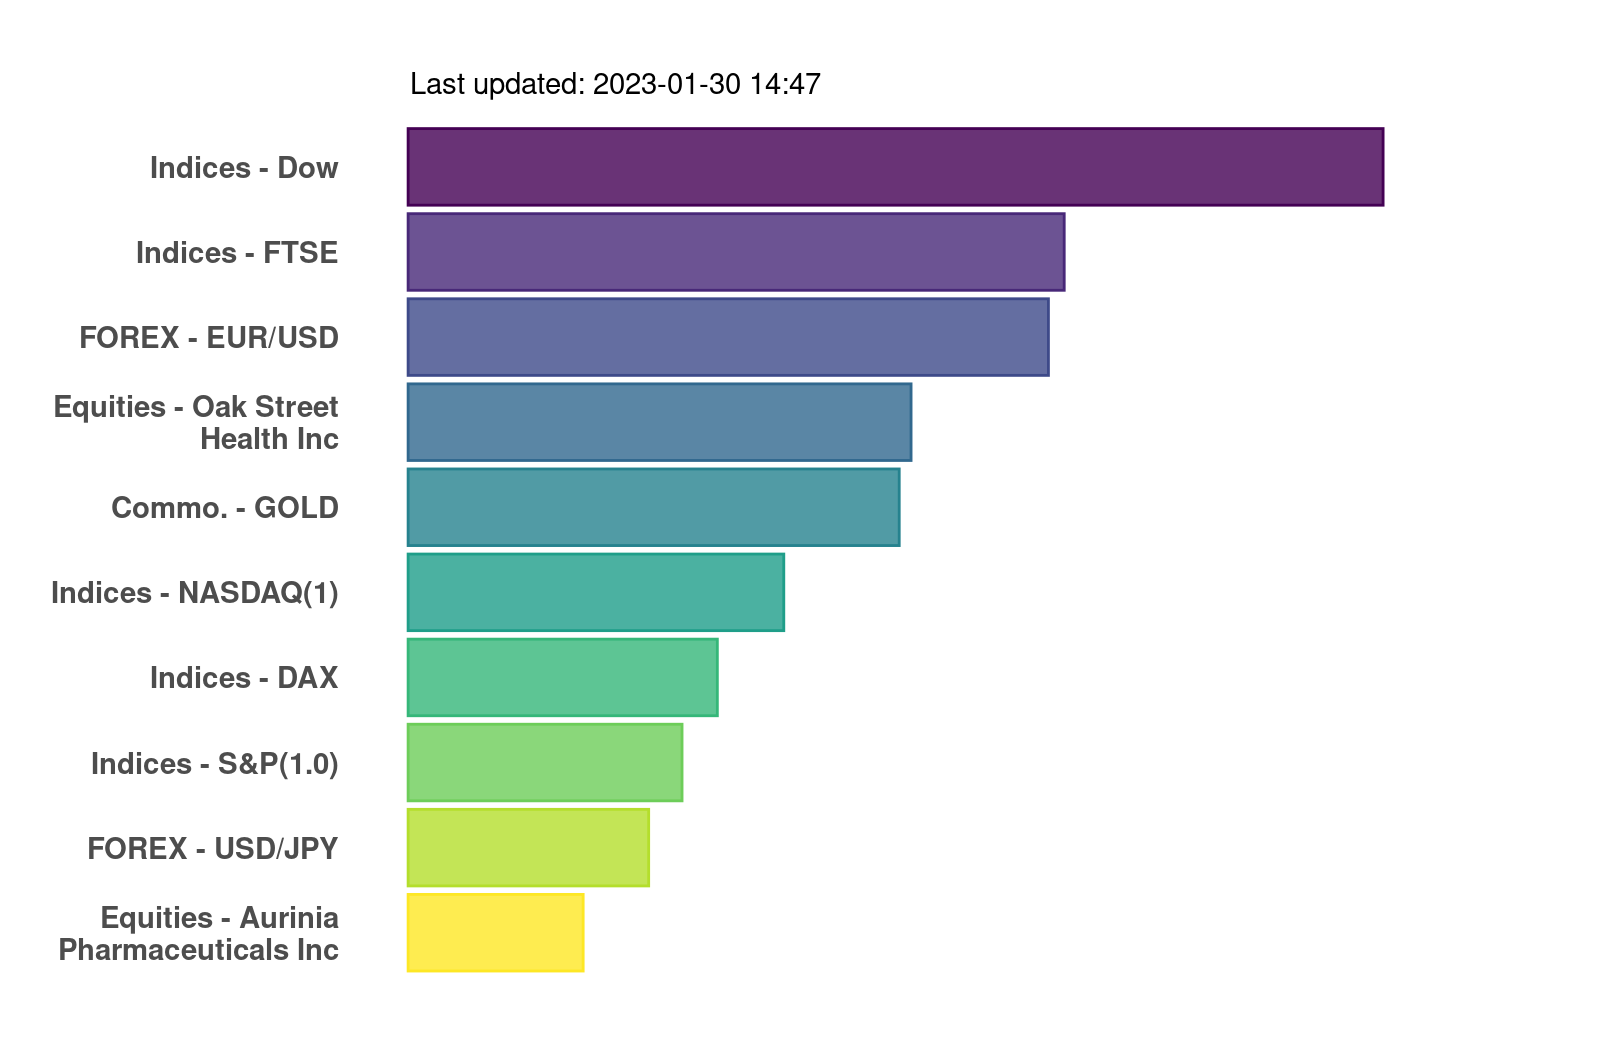 Last updated: 2023-01-30 14:47
Indices - Dow
Indices - FTSE
FOREX - EUR/USD
Equities - Oak Street
Health Inc
Commo. - GOLD
Indices - NASDAQ(1)
Indices - DAX
Indices - S&P(1.0)
FOREX - USD/JPY
Equities - Aurinia
Pharmaceuticals Inc